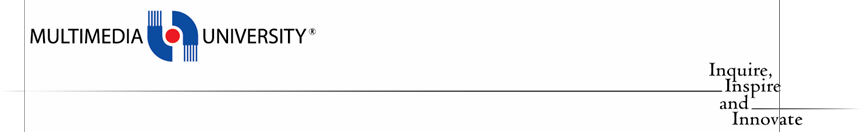 MULTIMEDIA UNIVERSITY®
Inquire,
Inspire
and
Innovate